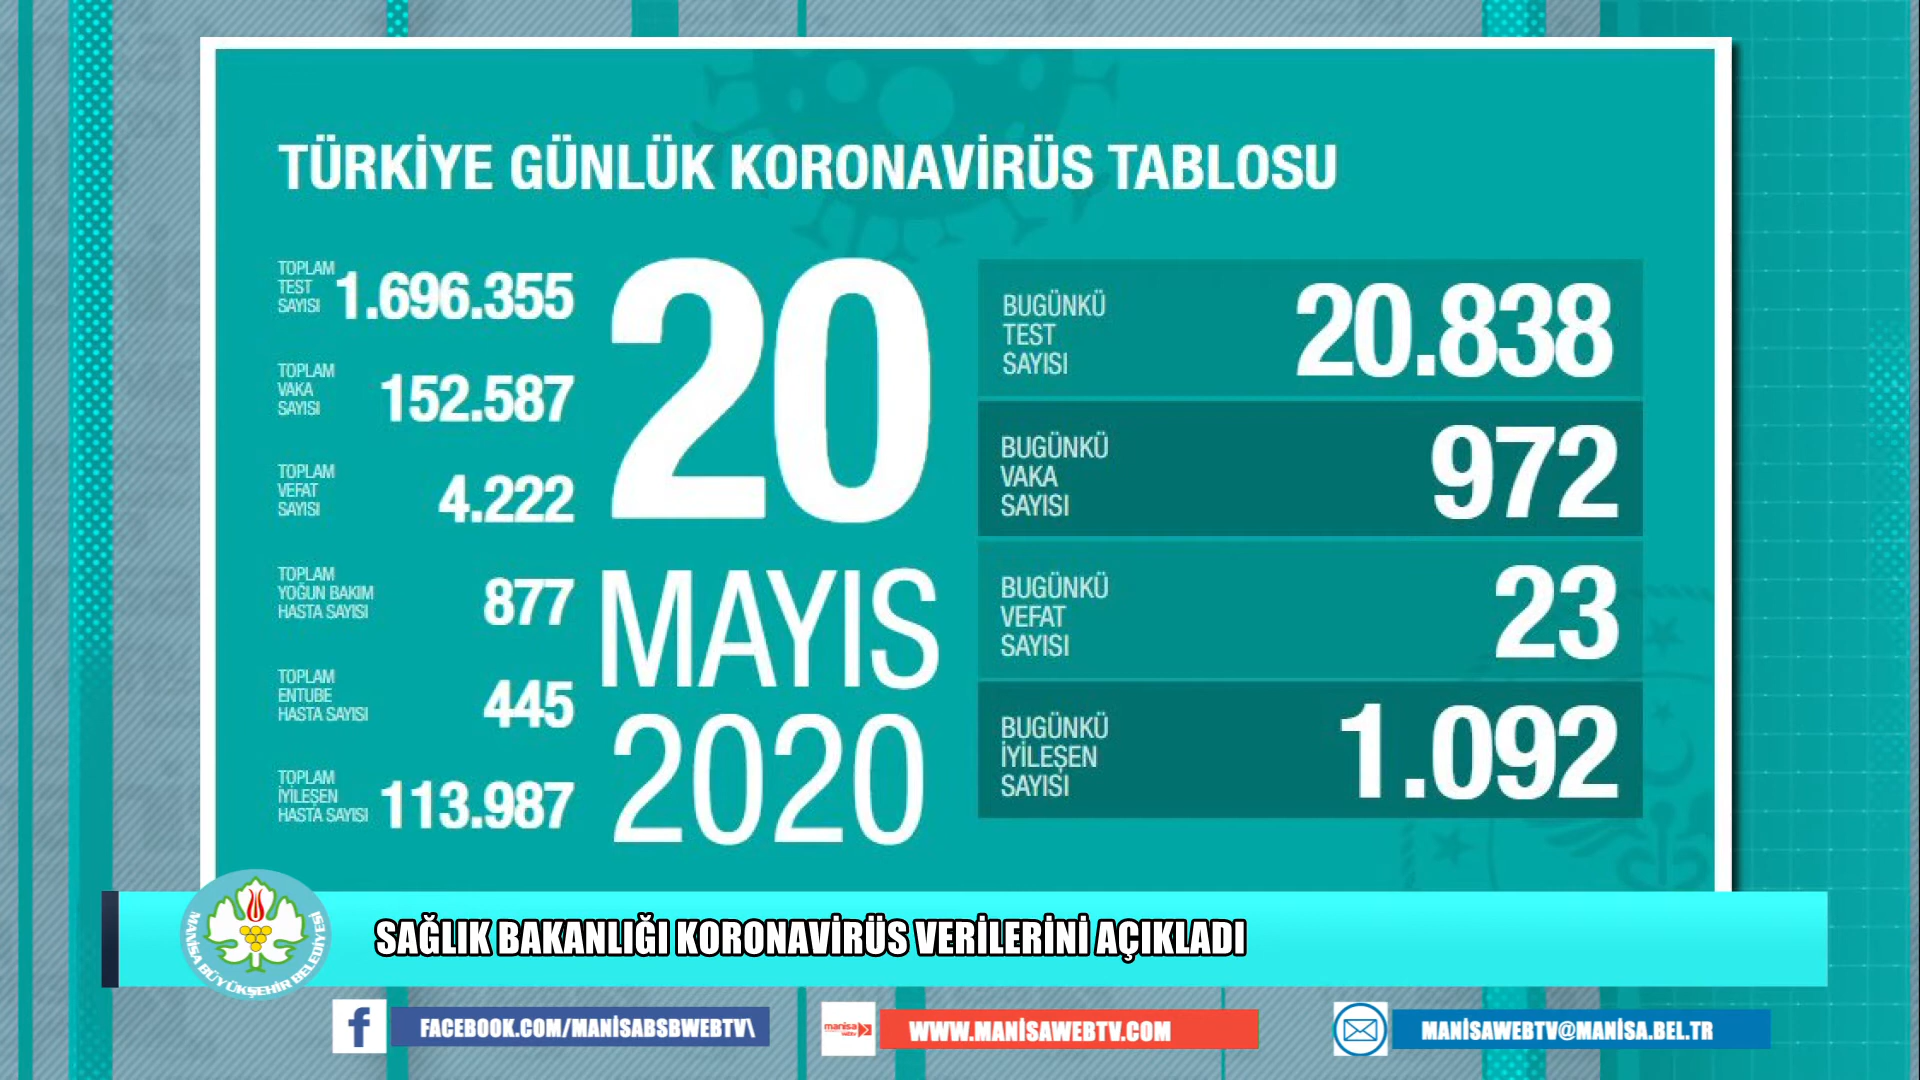 TÜRKİYE GÜNLÜK KORONAVİRÜS TABLOSU
TOPLAM
TEST
SAYISI
1.696.355
TOPLAM
VAKA
SAYISI
152.587
TOPLAM
VEFAT
SAYISI
4.222
TOPLAM
YOĞUN BAKIM
HASTA SAYISI
877
TOPLAM
ENTUBE
HASTA SAYISI
445
TOPLAM
İYİLEŞEN
HASTA SAYISI
113.987
20
MAYIS
2020
BUGÜNKÜ
TEST
SAYISI
20.838
BUGÜNKÜ
VAKA
SAYISI
972
BUGÜNKÜ
VEFAT
SAYISI
23
BUGÜNKÜ
İYİLEŞEN
SAYISI
1.092
MANİSA BÜYÜKŞEHİR BELEDİYESİ
SAĞLIK BAKANLIĞI KORONAVİRÜS VERİLERİNİ AÇIKLADI
FACEBOOK.COM/MANİSABSBWEBTV\
manisa
webtv
WWW.MANİSAWEBTV.COM
MANİSAWEBTV@MANİSA.BEL.TR